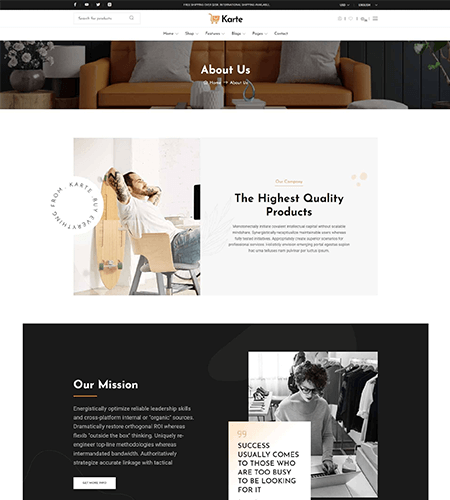 FREE SHIPPING OVER $250. INTERNATIONAL SHIPPING AVAILABLE.
USD
ENGLISH
Search for products
Karte
Home
Shop
Features
Blogs
Pages
Contact
About Us
Home
About Us
KARTE. BUY EVERYTHING FROM.
Our Company
The Highest Quality
Products
Our Mission
Energistically optimize reliable leadership skills
and cross-platform internal or "organic" sources.
Dramatically restore orthogonal ROI whereas
flexib "outside the box" thinking. Uniquely re-
engineer top-line methodologies whereas
intermandated bandwidth. Authoritatively
strategize accurate linkage with tactical
GET MORE INFO
SUCCESS
USUALLY COMES
TO THOSE WHO
ARE TOO BUSY
TO BE LOOKING
FOR IT